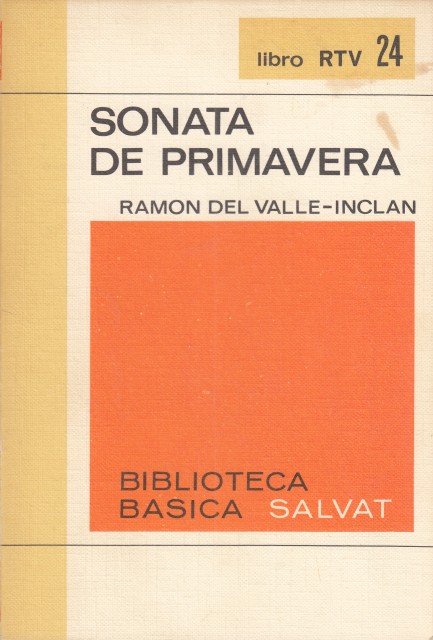 libro RTV 24
SONATA
DE PRIMAVERA
RAMON DEL VALLE-INCLAN
BIBLIOTECA
BASICA SALVAT